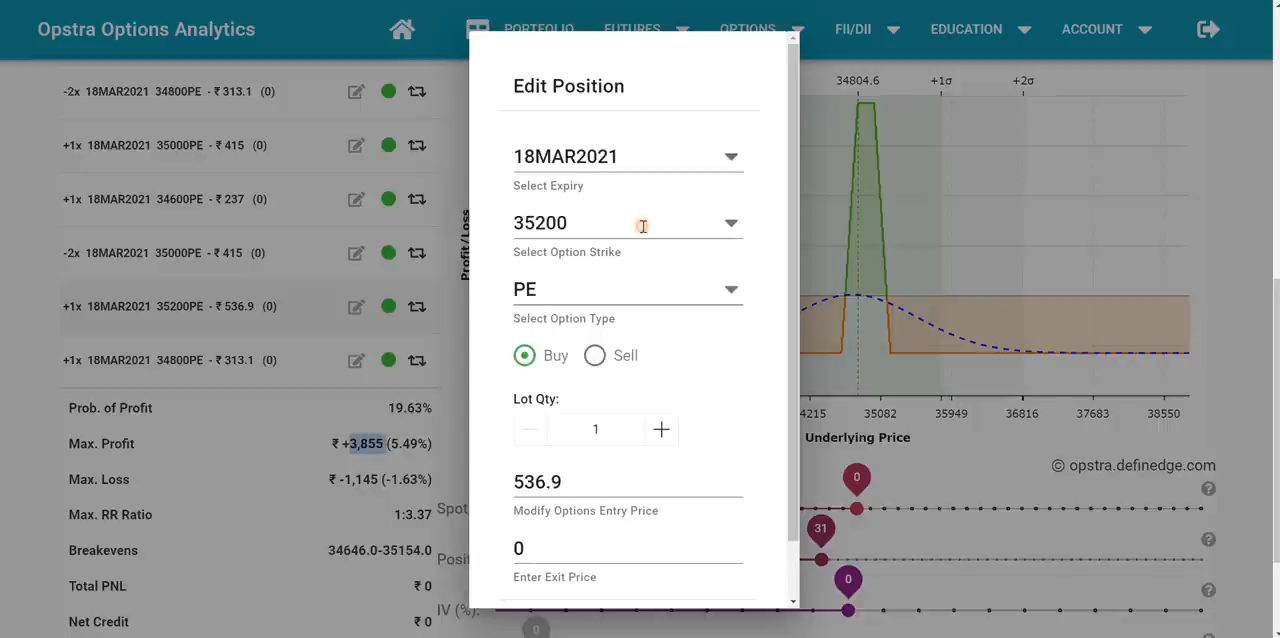 Opstra Options Analytics
PORTFOLIO FUTURES OPTIONS FII/DII EDUCATION ACCOUNT
-2x 18MAR2021 34800PE - ₹ 313.1 (0)
+1x 18MAR2021 35000PE - ₹ 415 (0)
+1x 18MAR2021 34600PE - ₹ 237 (0)
-2x 18MAR2021 35000PE - ₹ 415 (0)
+1x 18MAR2021 35200PE - ₹ 536.9 (0)
+1x 18MAR2021 34800PE - ₹ 313.1 (0)
Prob. of Profit 19.63%
Max. Profit ₹ +3,855 (5.49%)
Max. Loss ₹ -1,145 (-1.63%)
Max. RR Ratio 1:3.37
Breakevens 34646.0-35154.0
Total PNL ₹ 0
Net Credit ₹ 0
Profit/Loss
Edit Position
18MAR2021
Select Expiry
35200
Select Option Strike
PE
Select Option Type
Buy Sell
Lot Qty:
1
536.9
Modify Options Entry Price
0
Enter Exit Price
34804.6 +1σ +2σ
4215 35082 35949 36816 37683 38550
Underlying Price
© opstra.definedge.com
Spot
0
?
Posit
31
?
IV (%):
0
?
0